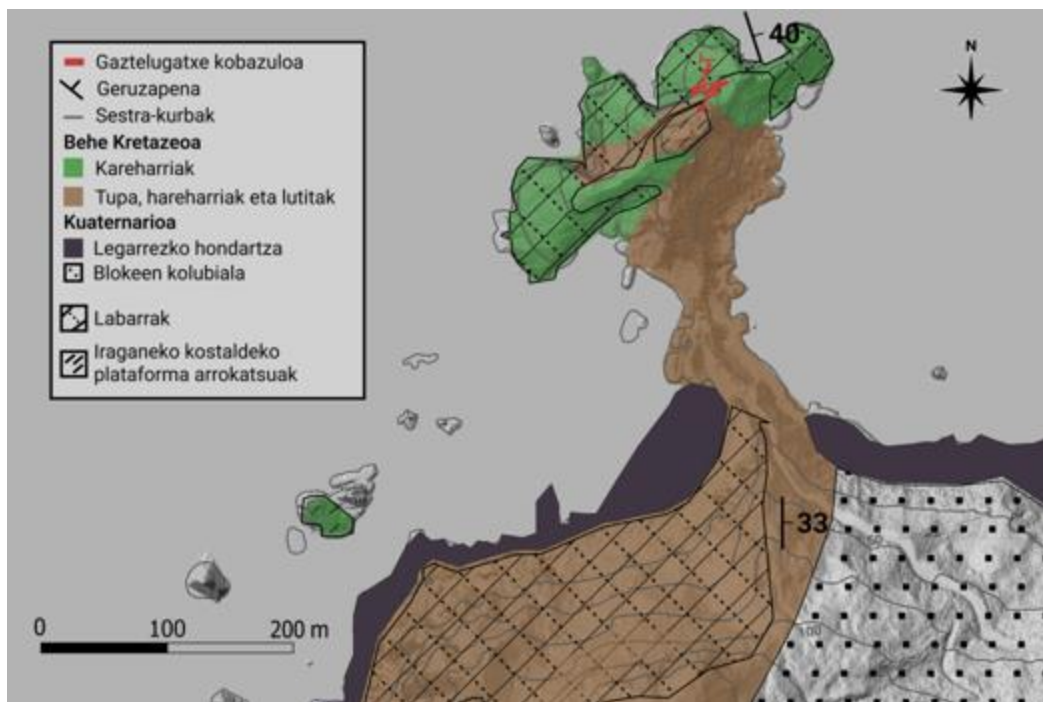 Gaztelugatxe kobazuloa
Geruzapena
Sestra-kurbak
Behe Kretazeoa
Kareharriak
Tupa, hareharriak eta lutitak
Kuaternarioa
Legarrezko hondartza
Blokeen kolubiala
Labarrak
Iraganeko kostaldeko
plataforma arrokatsuak
40
N
33
50
100
0 100 200 m